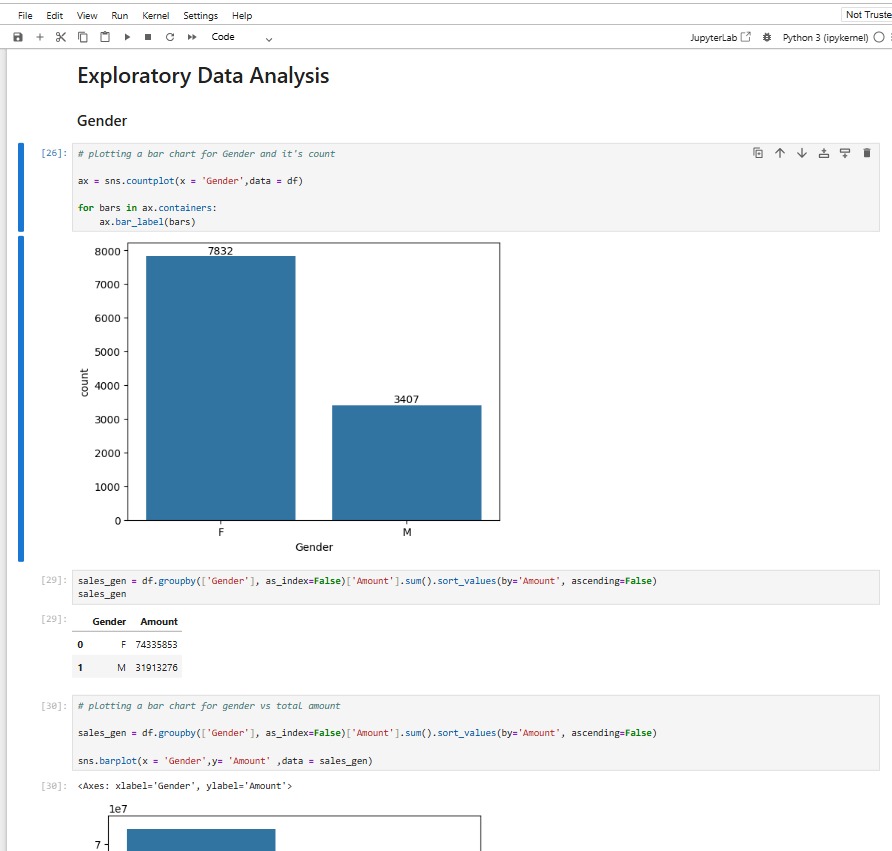 File Edit View Run Kernel Settings Help
Not Truste
Code
JupyterLab
Python 3 (ipykernel)
Exploratory Data Analysis
Gender
[26]:
# plotting a bar chart for Gender and it's count
ax = sns.countplot(x = 'Gender',data = df)
for bars in ax.containers:
    ax.bar_label(bars)
7832
8000
7000
6000
5000
4000
3000
2000
1000
0
count
3407
F
M
Gender
[29]:
sales_gen = df.groupby(['Gender'], as_index=False)['Amount'].sum().sort_values(by='Amount', ascending=False)
sales_gen
[29]:
Gender Amount
0 F 74335853
1 M 31913276
[30]:
# plotting a bar chart for gender vs total amount
sales_gen = df.groupby(['Gender'], as_index=False)['Amount'].sum().sort_values(by='Amount', ascending=False)
sns.barplot(x = 'Gender',y= 'Amount' ,data = sales_gen)
[30]:
<Axes: xlabel='Gender', ylabel='Amount'>
1e7
7